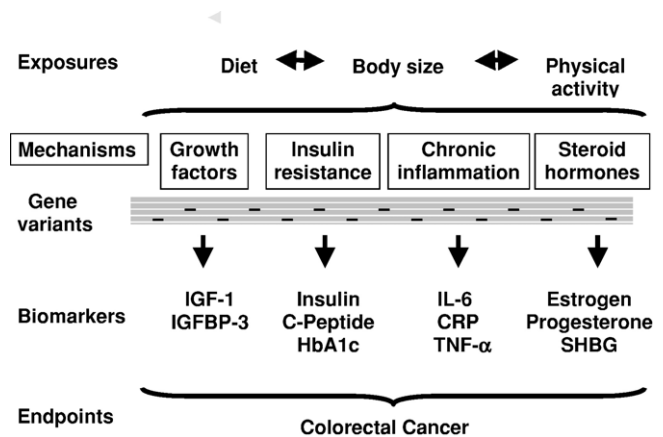 Exposures Diet Body size Physical activity
Mechanisms Growth factors Insulin resistance Chronic inflammation Steroid hormones
Gene variants
Biomarkers
IGF-1
IGFBP-3
Insulin
C-Peptide
HbA1c
IL-6
CRP
TNF-α
Estrogen
Progesterone
SHBG
Endpoints
Colorectal Cancer